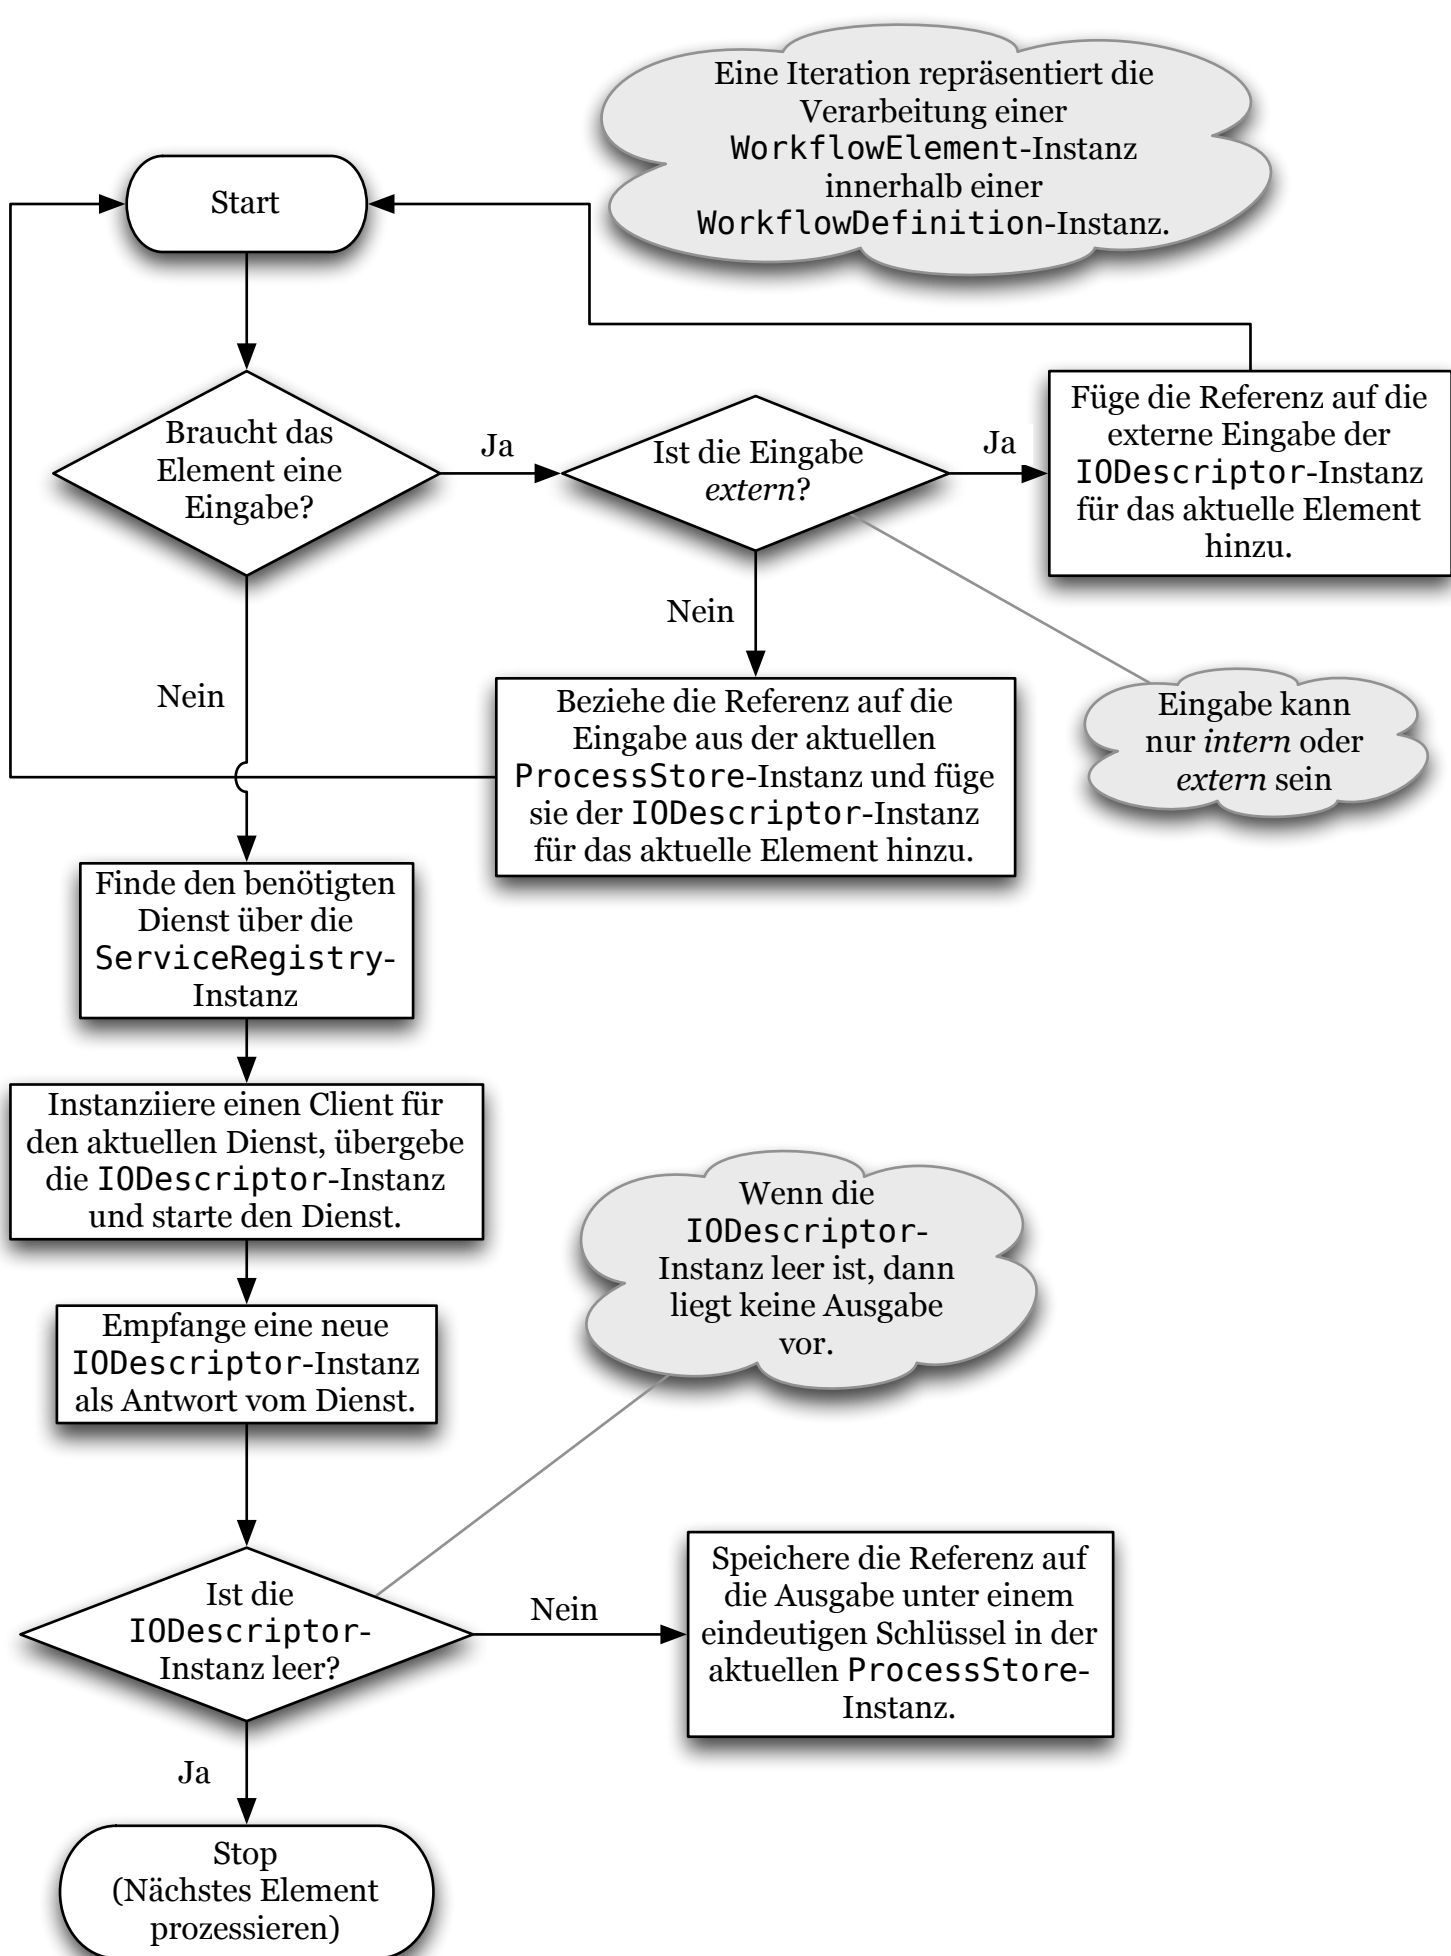 Eine Iteration repräsentiert die
Verarbeitung einer
WorkflowElement-Instanz
innerhalb einer
WorkflowDefinition-Instanz.
Start
Braucht das
Element eine
Eingabe?
Ja
Ist die Eingabe
extern?
Ja
Füge die Referenz auf die
externe Eingabe der
IODescriptor-Instanz
für das aktuelle Element
hinzu.
Nein
Nein
Beziehe die Referenz auf die
Eingabe aus der aktuellen
ProcessStore-Instanz und füge
sie der IODescriptor-Instanz
für das aktuelle Element hinzu.
Eingabe kann
nur intern oder
extern sein
Finde den benötigten
Dienst über die
ServiceRegistry-
Instanz
Instanziiere einen Client für
den aktuellen Dienst, übergebe
die IODescriptor-Instanz
und starte den Dienst.
Wenn die
IODescriptor-
Instanz leer ist, dann
liegt keine Ausgabe
vor.
Empfange eine neue
IODescriptor-Instanz
als Antwort vom Dienst.
Ist die
IODescriptor-
Instanz leer?
Nein
Speichere die Referenz auf
die Ausgabe unter einem
eindeutigen Schlüssel in der
aktuellen ProcessStore-
Instanz.
Ja
Stop
(Nächstes Element
prozessieren)